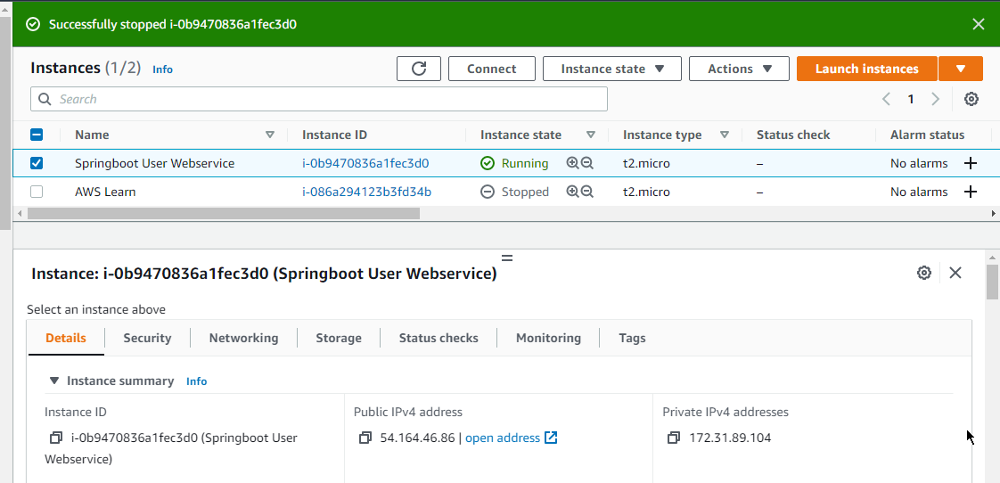 Successfully stopped i-0b9470836a1fec3d0
Instances (1/2) Info
Connect
Instance state
Actions
Launch instances
Search
1
Name Instance ID Instance state Instance type Status check Alarm status
Springboot User Webservice i-0b9470836a1fec3d0 Running t2.micro – No alarms +
AWS Learn i-086a294123b3fd34b Stopped t2.micro – No alarms +
Instance: i-0b9470836a1fec3d0 (Springboot User Webservice)
Select an instance above
Details Security Networking Storage Status checks Monitoring Tags
Instance summary Info
Instance ID
i-0b9470836a1fec3d0 (Springboot User
Webservice)
Public IPv4 address
54.164.46.86 | open address
Private IPv4 addresses
172.31.89.104